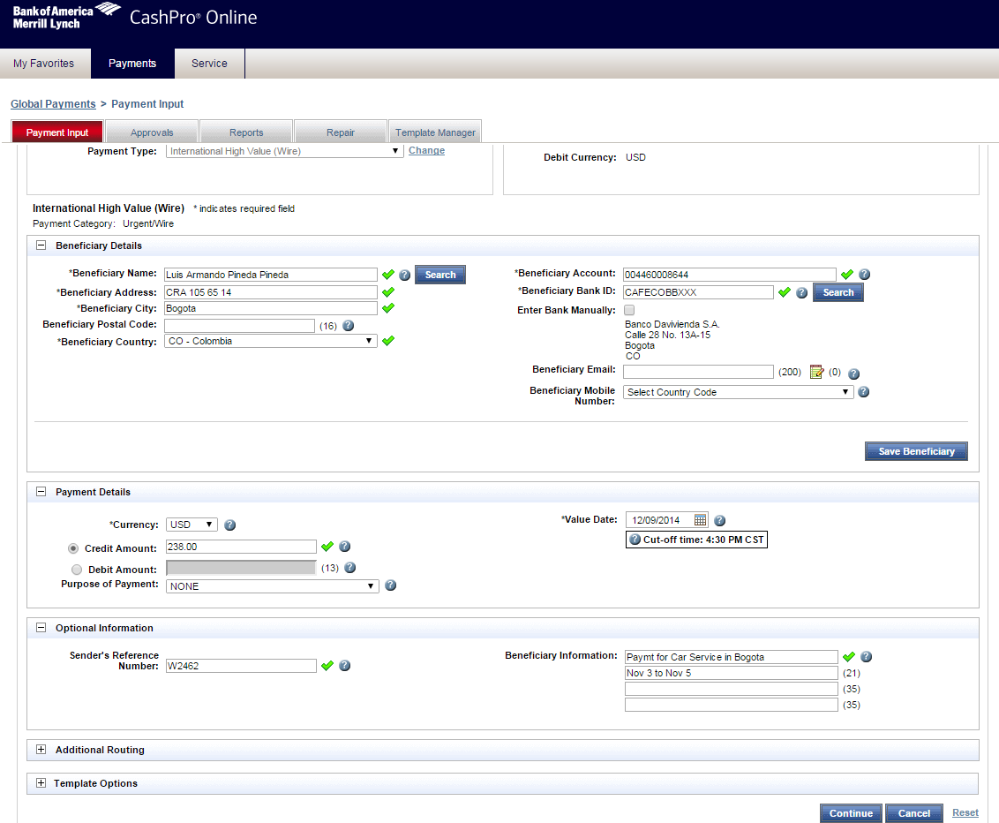 Bank of America
Merrill Lynch
CashPro® Online
My Favorites Payments Service
Global Payments > Payment Input
Payment Input Approvals Reports Repair Template Manager
Payment Type: International High Value (Wire) Change
Debit Currency: USD
International High Value (Wire) * indicates required field
Payment Category: Urgent/Wire
Beneficiary Details
*Beneficiary Name: Luis Armando Pineda Pineda Search
*Beneficiary Address: CRA 105 65 14
*Beneficiary City: Bogota
Beneficiary Postal Code: (16)
*Beneficiary Country: CO - Colombia
*Beneficiary Account: 004460008644
*Beneficiary Bank ID: CAFECOBBXXX Search
Enter Bank Manually:
Banco Davivienda S.A.
Calle 28 No. 13A-15
Bogota
CO
Beneficiary Email: (200) (0)
Beneficiary Mobile
Number: Select Country Code
Save Beneficiary
Payment Details
*Currency: USD
Credit Amount: 238.00
Debit Amount: (13)
Purpose of Payment: NONE
*Value Date: 12/09/2014
Cut-off time: 4:30 PM CST
Optional Information
Sender's Reference
Number: W2462
Beneficiary Information: Paymt for Car Service in Bogota
Nov 3 to Nov 5 (21)
(35)
(35)
Additional Routing
Template Options
Continue Cancel Reset